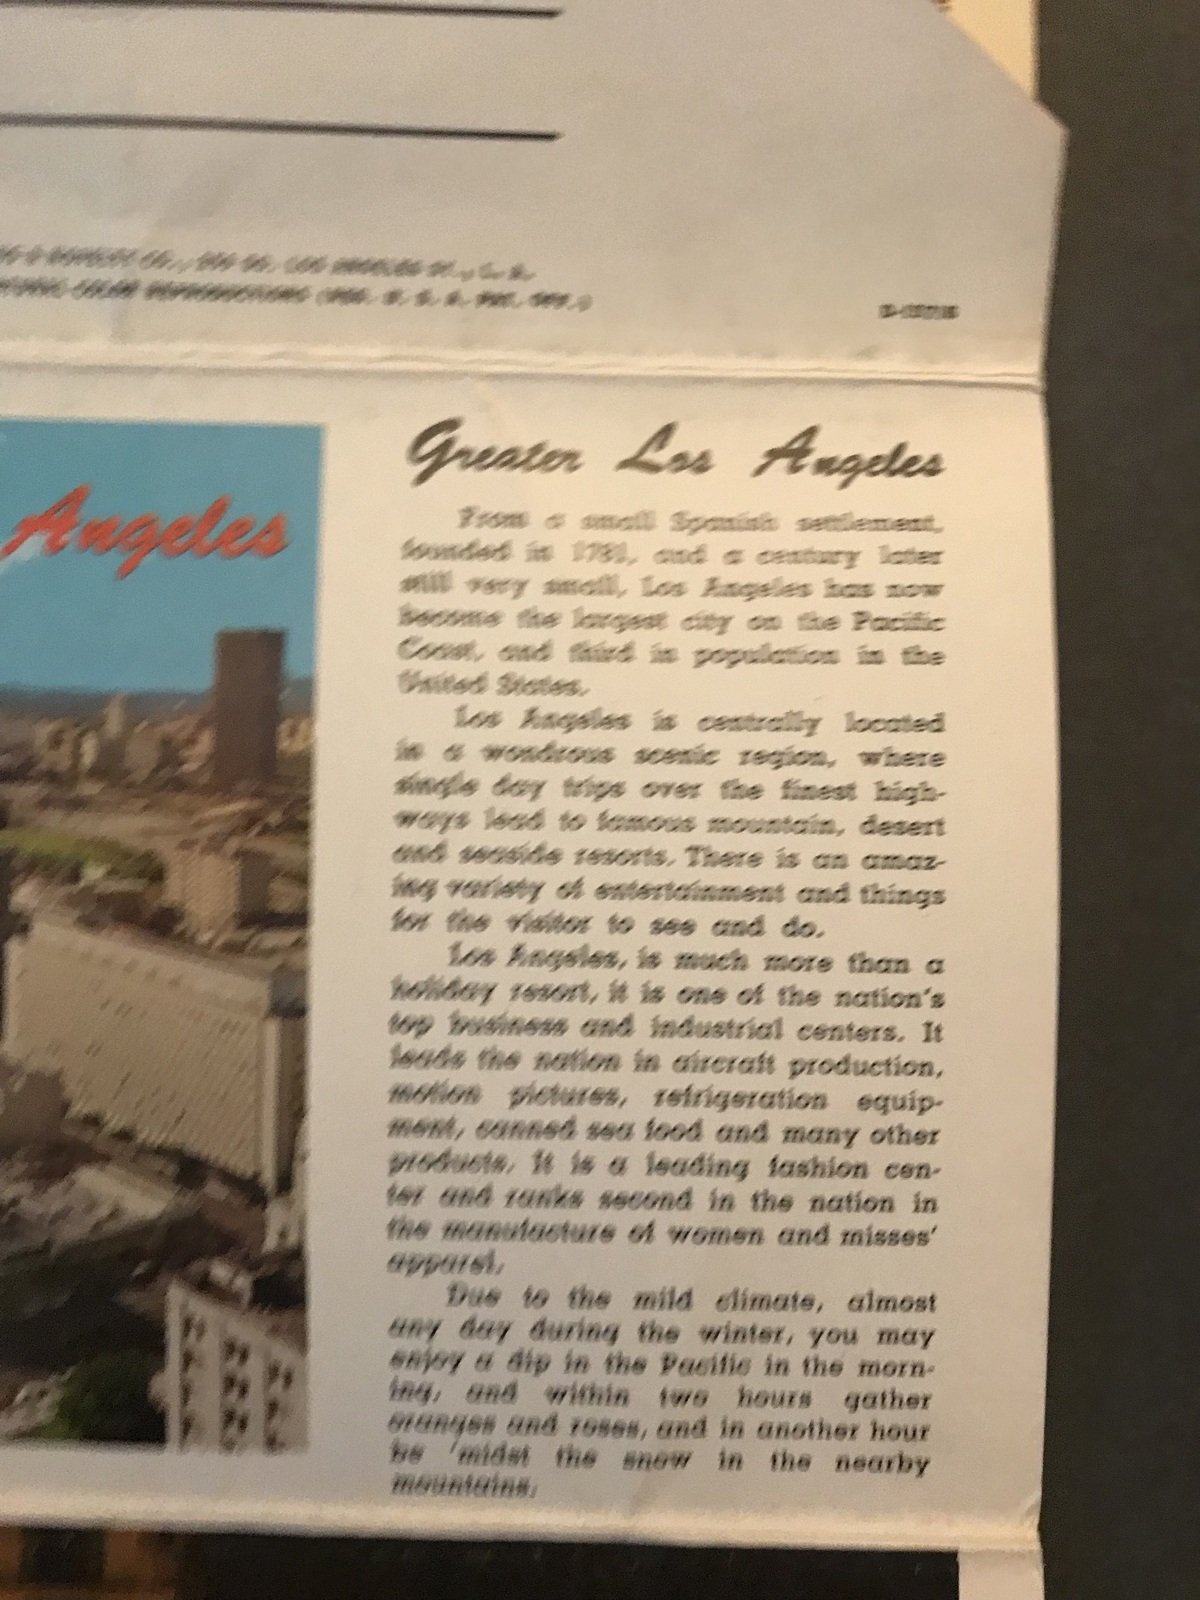 CO., LOS ANGELES ST., L. A.
COLOR REPRODUCTIONS (REG. U. S. A. PAT. OFF.)
Greater Los Angeles
Angeles
From a small Spanish settlement,
founded in 1781, and a century later
still very small, Los Angeles has now
become the largest city on the Pacific
Coast, and third in population in the
United States.
Los Angeles is centrally located
in a wondrous scenic region, where
single day trips over the finest high-
ways lead to famous mountain, desert
and seaside resorts. There is an amaz-
ing variety of entertainment and things
for the visitor to see and do.
Los Angeles, is much more than a
holiday resort, it is one of the nation's
top business and industrial centers. It
leads the nation in aircraft production,
motion pictures, refrigeration equip-
ment, canned sea food and many other
products. It is a leading fashion cen-
ter and ranks second in the nation in
the manufacture of women and misses'
apparel.
Due to the mild climate, almost
any day during the winter, you may
enjoy a dip in the Pacific in the morn-
ing, and within two hours gather
oranges and roses, and in another hour
be 'midst the snow in the nearby
mountains.